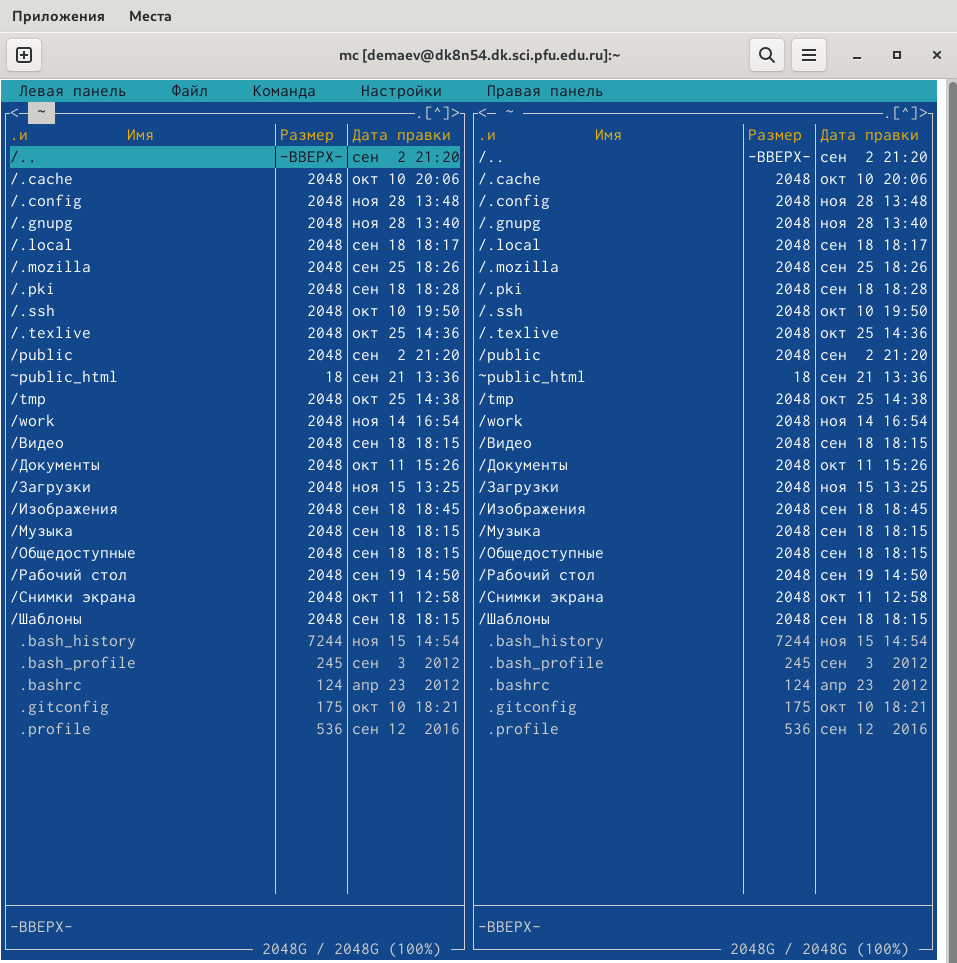 Приложения Места
mc [demaev@dk8n54.dk.sci.pfu.edu.ru]:~
Левая панель Файл Команда Настройки Правая панель
<─ ~ .[^]> <─ ~ .[^]>
.и Имя Размер Дата правки .и Имя Размер Дата правки
/.. -ВВЕРХ- сен 2 21:20 /.. -ВВЕРХ- сен 2 21:20
/.cache 2048 окт 10 20:06 /.cache 2048 окт 10 20:06
/.config 2048 ноя 28 13:48 /.config 2048 ноя 28 13:48
/.gnupg 2048 ноя 28 13:40 /.gnupg 2048 ноя 28 13:40
/.local 2048 сен 18 18:17 /.local 2048 сен 18 18:17
/.mozilla 2048 сен 25 18:26 /.mozilla 2048 сен 25 18:26
/.pki 2048 сен 18 18:28 /.pki 2048 сен 18 18:28
/.ssh 2048 окт 10 19:50 /.ssh 2048 окт 10 19:50
/.texlive 2048 окт 25 14:36 /.texlive 2048 окт 25 14:36
/public 2048 сен 2 21:20 /public 2048 сен 2 21:20
~public_html 18 сен 21 13:36 ~public_html 18 сен 21 13:36
/tmp 2048 окт 25 14:38 /tmp 2048 окт 25 14:38
/work 2048 ноя 14 16:54 /work 2048 ноя 14 16:54
/Видео 2048 сен 18 18:15 /Видео 2048 сен 18 18:15
/Документы 2048 окт 11 15:26 /Документы 2048 окт 11 15:26
/Загрузки 2048 ноя 15 13:25 /Загрузки 2048 ноя 15 13:25
/Изображения 2048 сен 18 18:45 /Изображения 2048 сен 18 18:45
/Музыка 2048 сен 18 18:15 /Музыка 2048 сен 18 18:15
/Общедоступные 2048 сен 18 18:15 /Общедоступные 2048 сен 18 18:15
/Рабочий стол 2048 сен 19 14:50 /Рабочий стол 2048 сен 19 14:50
/Снимки экрана 2048 окт 11 12:58 /Снимки экрана 2048 окт 11 12:58
/Шаблоны 2048 сен 18 18:15 /Шаблоны 2048 сен 18 18:15
.bash_history 7244 ноя 15 14:54 .bash_history 7244 ноя 15 14:54
.bash_profile 245 сен 3 2012 .bash_profile 245 сен 3 2012
.bashrc 124 апр 23 2012 .bashrc 124 апр 23 2012
.gitconfig 175 окт 10 18:21 .gitconfig 175 окт 10 18:21
.profile 536 сен 12 2016 .profile 536 сен 12 2016
-ВВЕРХ- -ВВЕРХ-
2048G / 2048G (100%) 2048G / 2048G (100%)